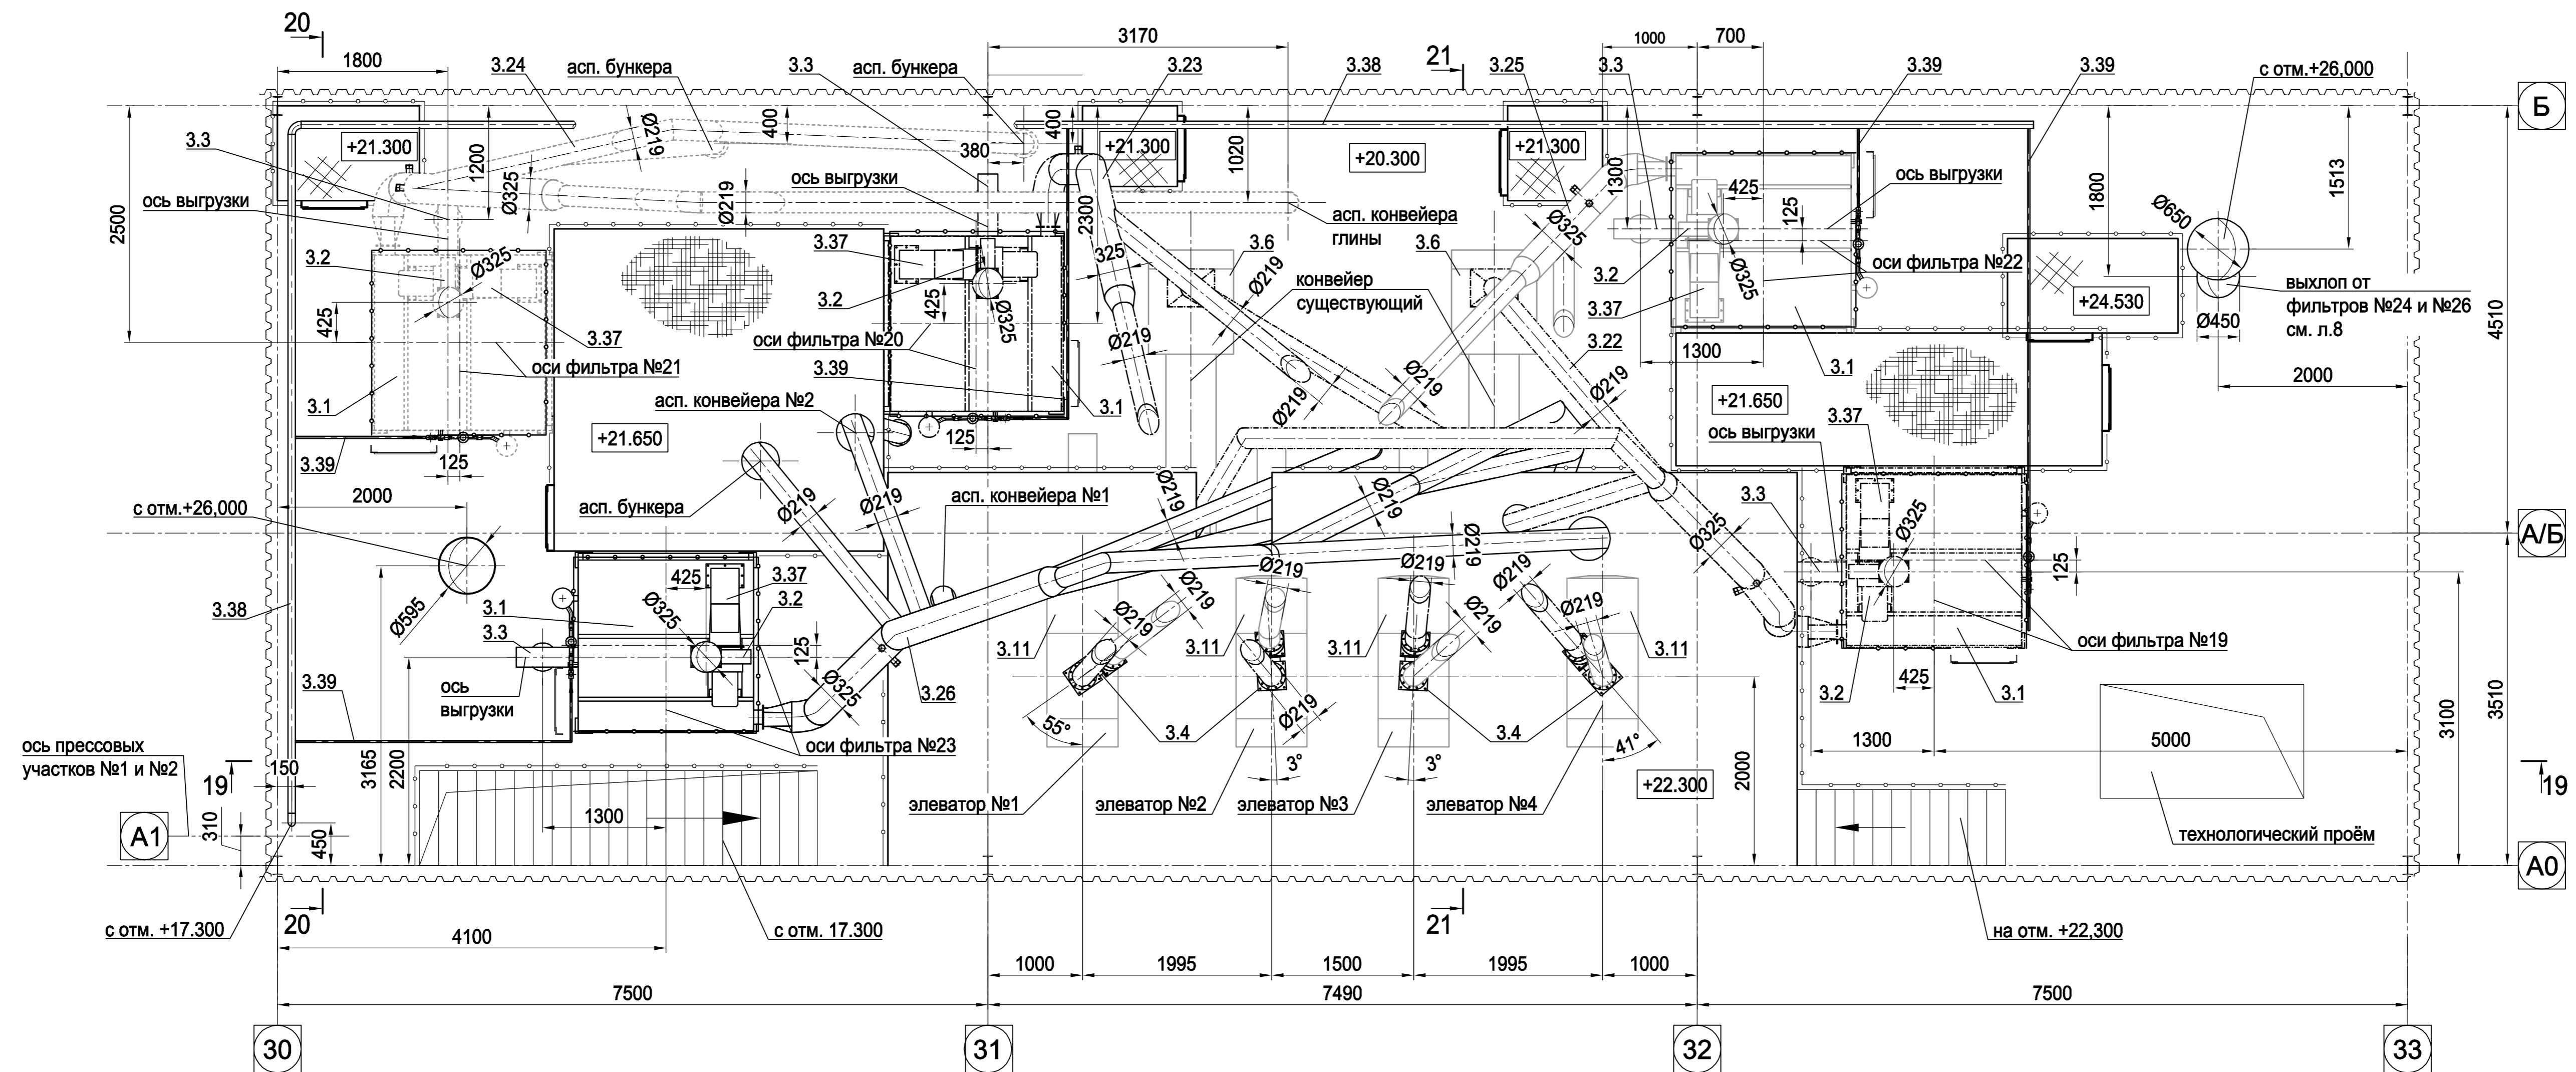 20
1800
3.24
асп. бункера
3.3
асп. бункера
3170
3.23
3.38
21
3.25
1000
3.3
700
3.39
3.39
с отм.+26,000
Б
+21.300
Ø219
400
400
1020
+21.300
+20.300
+21.300
1300
3.3
1200
380
2500
ось выгрузки
Ø325
Ø219
ось выгрузки
2300
асп. конвейера
глины
Ø325
425
125
ось выгрузки
1800
1513
Ø650
4510
3.2
Ø325
3.37
325
3.6
3.6
3.2
оси фильтра №22
Ø219
конвейер
существующий
Ø325
+24.530
выхлоп от
фильтров №24 и №26
см. л.8
425
3.37
3.2
425
Ø325
3.37
Ø450
оси фильтра №20
Ø219
3.22
1300
оси фильтра №21
3.39
Ø219
Ø219
Ø219
3.1
2000
3.1
асп. конвейера №2
3.1
+21.650
+21.650
3.37
125
ось выгрузки
3.39
125
2000
асп. бункера
Ø219
Ø219
асп. конвейера №1
Ø219
Ø219
3.3
с отм.+26,000
Ø219
Ø325
Ø325
А/Б
125
3.38
Ø595
3.1
425
3.37
3.2
Ø219
Ø219
Ø219
Ø219
Ø219
Ø219
Ø219
3.3
Ø325
125
3.11
3.11
3.11
3.11
оси фильтра №19
3.39
ось
выгрузки
Ø325
3.26
Ø219
3.2
425
3.1
3510
3100
55°
3.4
3.4
41°
ось прессовых
участков №1 и №2
оси фильтра №23
1300
5000
19
150
3165
2200
3°
3°
+22.300
2000
19
элеватор №1
элеватор №2
элеватор №3
элеватор №4
1300
А1
310
450
технологический проём
А0
с отм. +17.300
20
с отм. 17.300
21
на отм. +22,300
4100
1000
1995
1500
1995
1000
7500
7490
7500
30
31
32
33